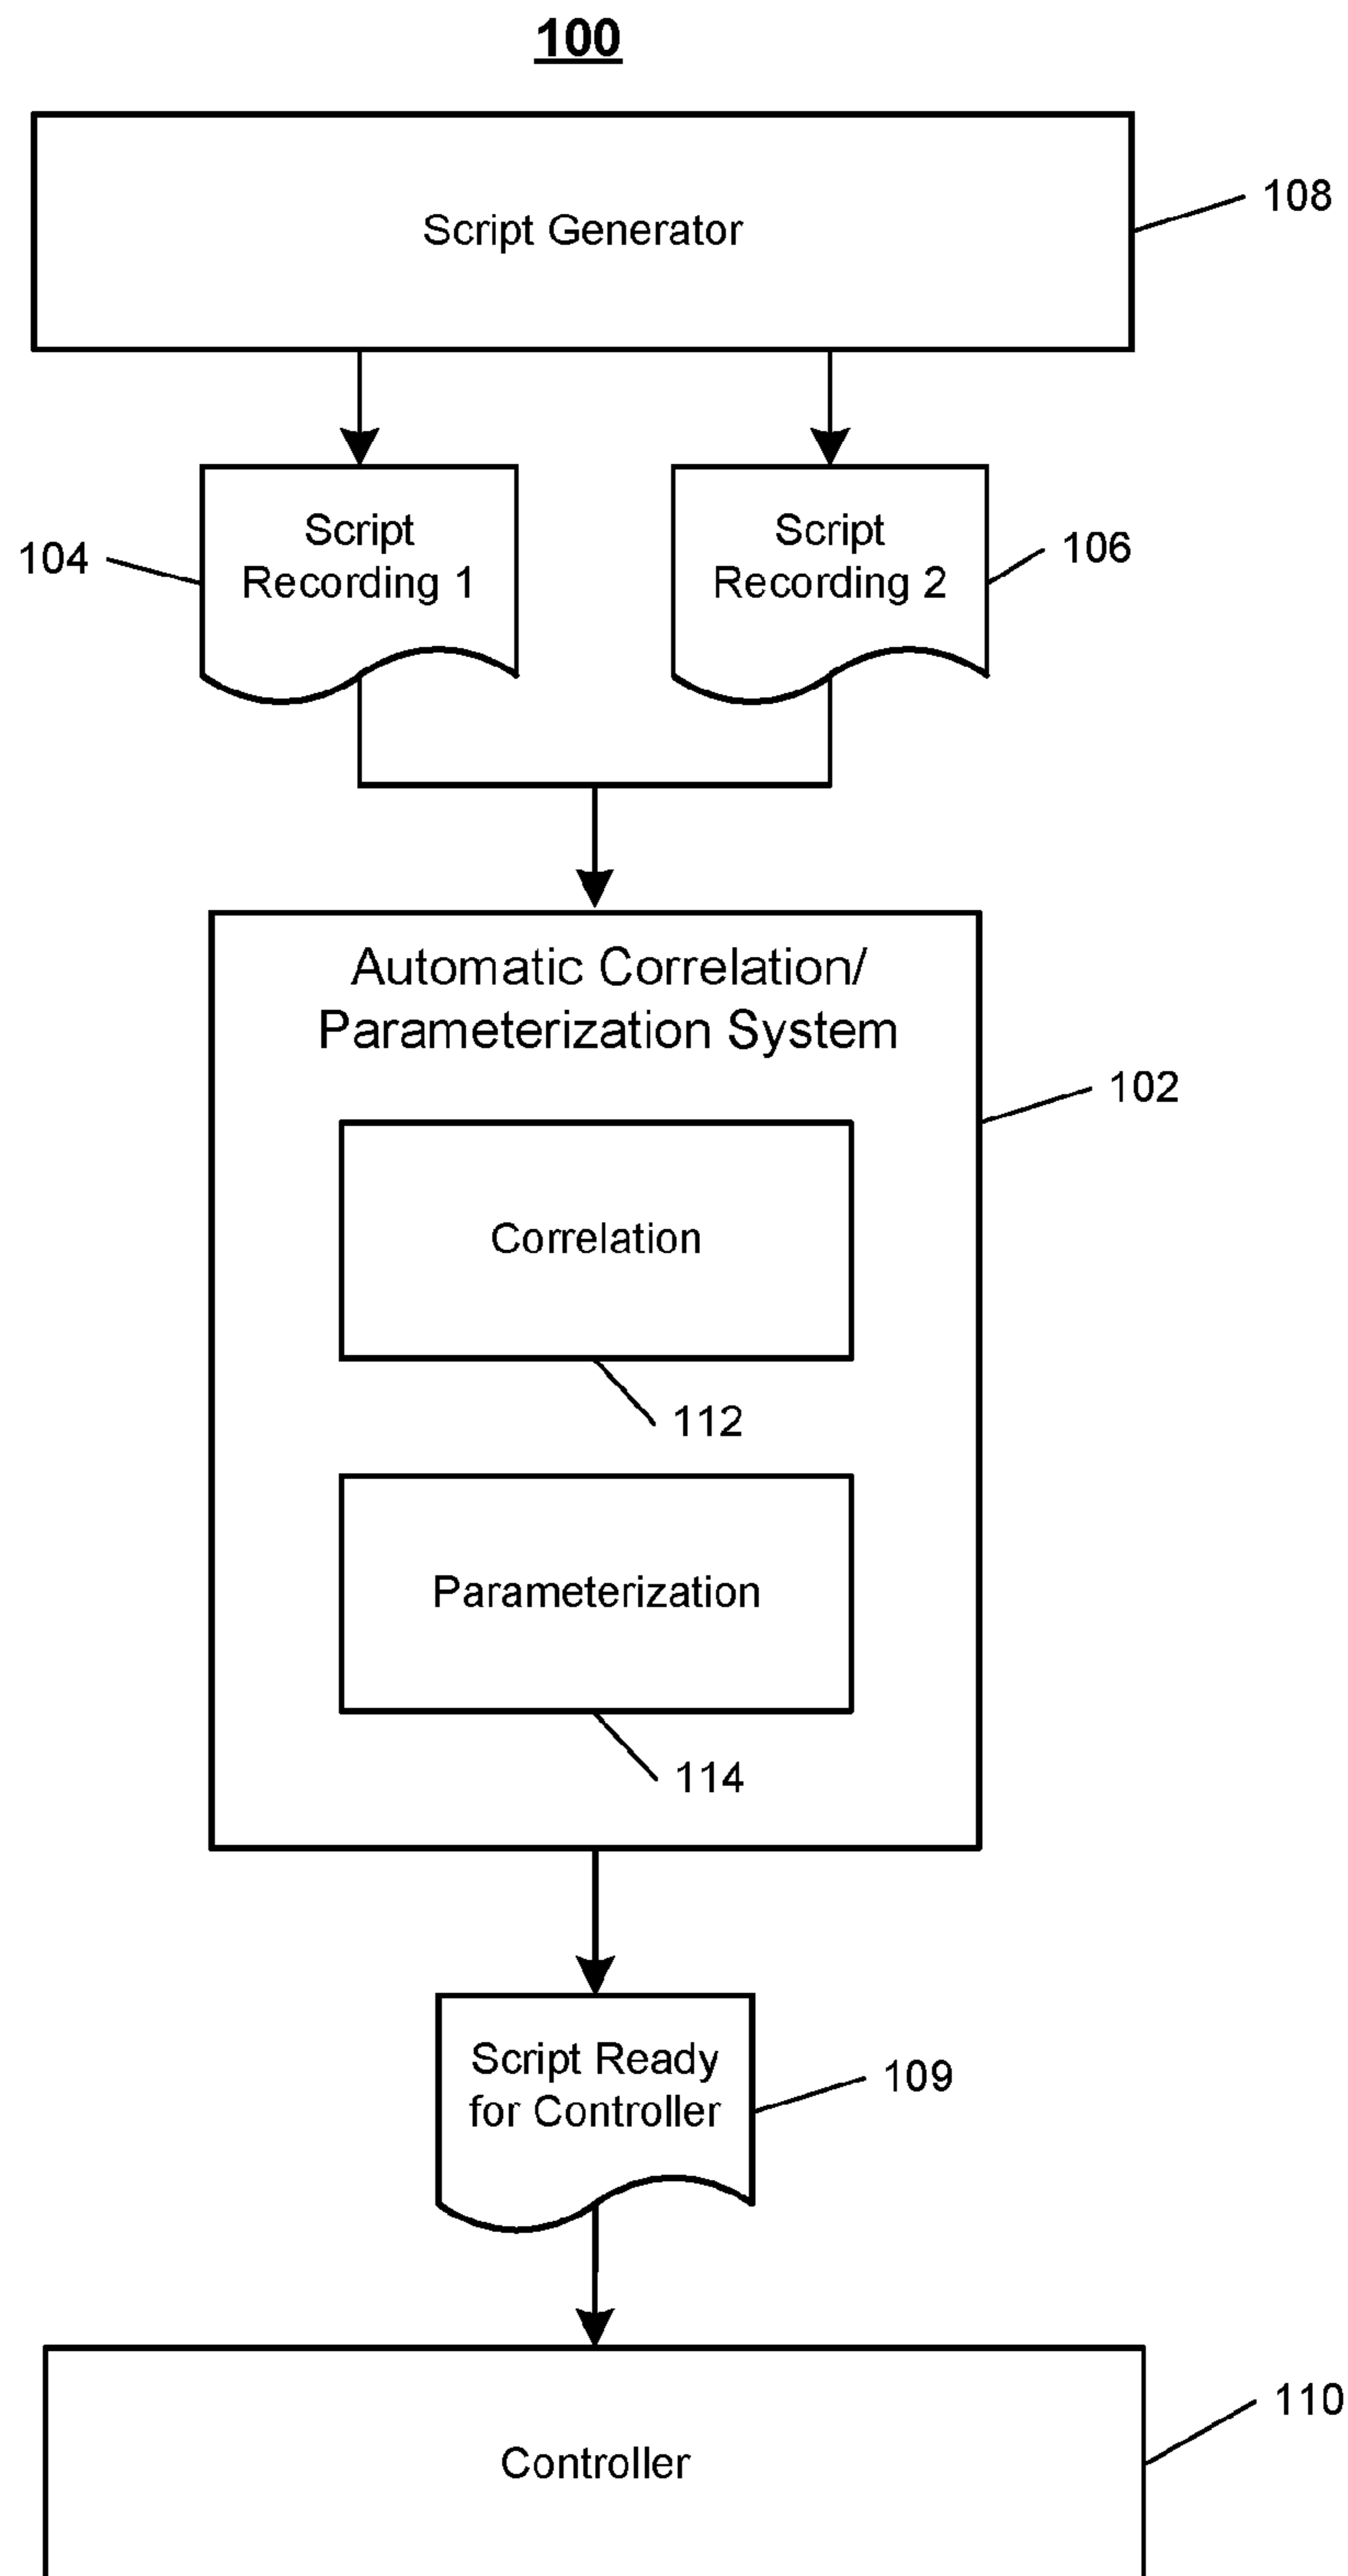 100
Script Generator
108
Script
Recording 1
104
Script
Recording 2
106
Automatic Correlation/
Parameterization System
102
Correlation
112
Parameterization
114
Script Ready
for Controller
109
Controller
110